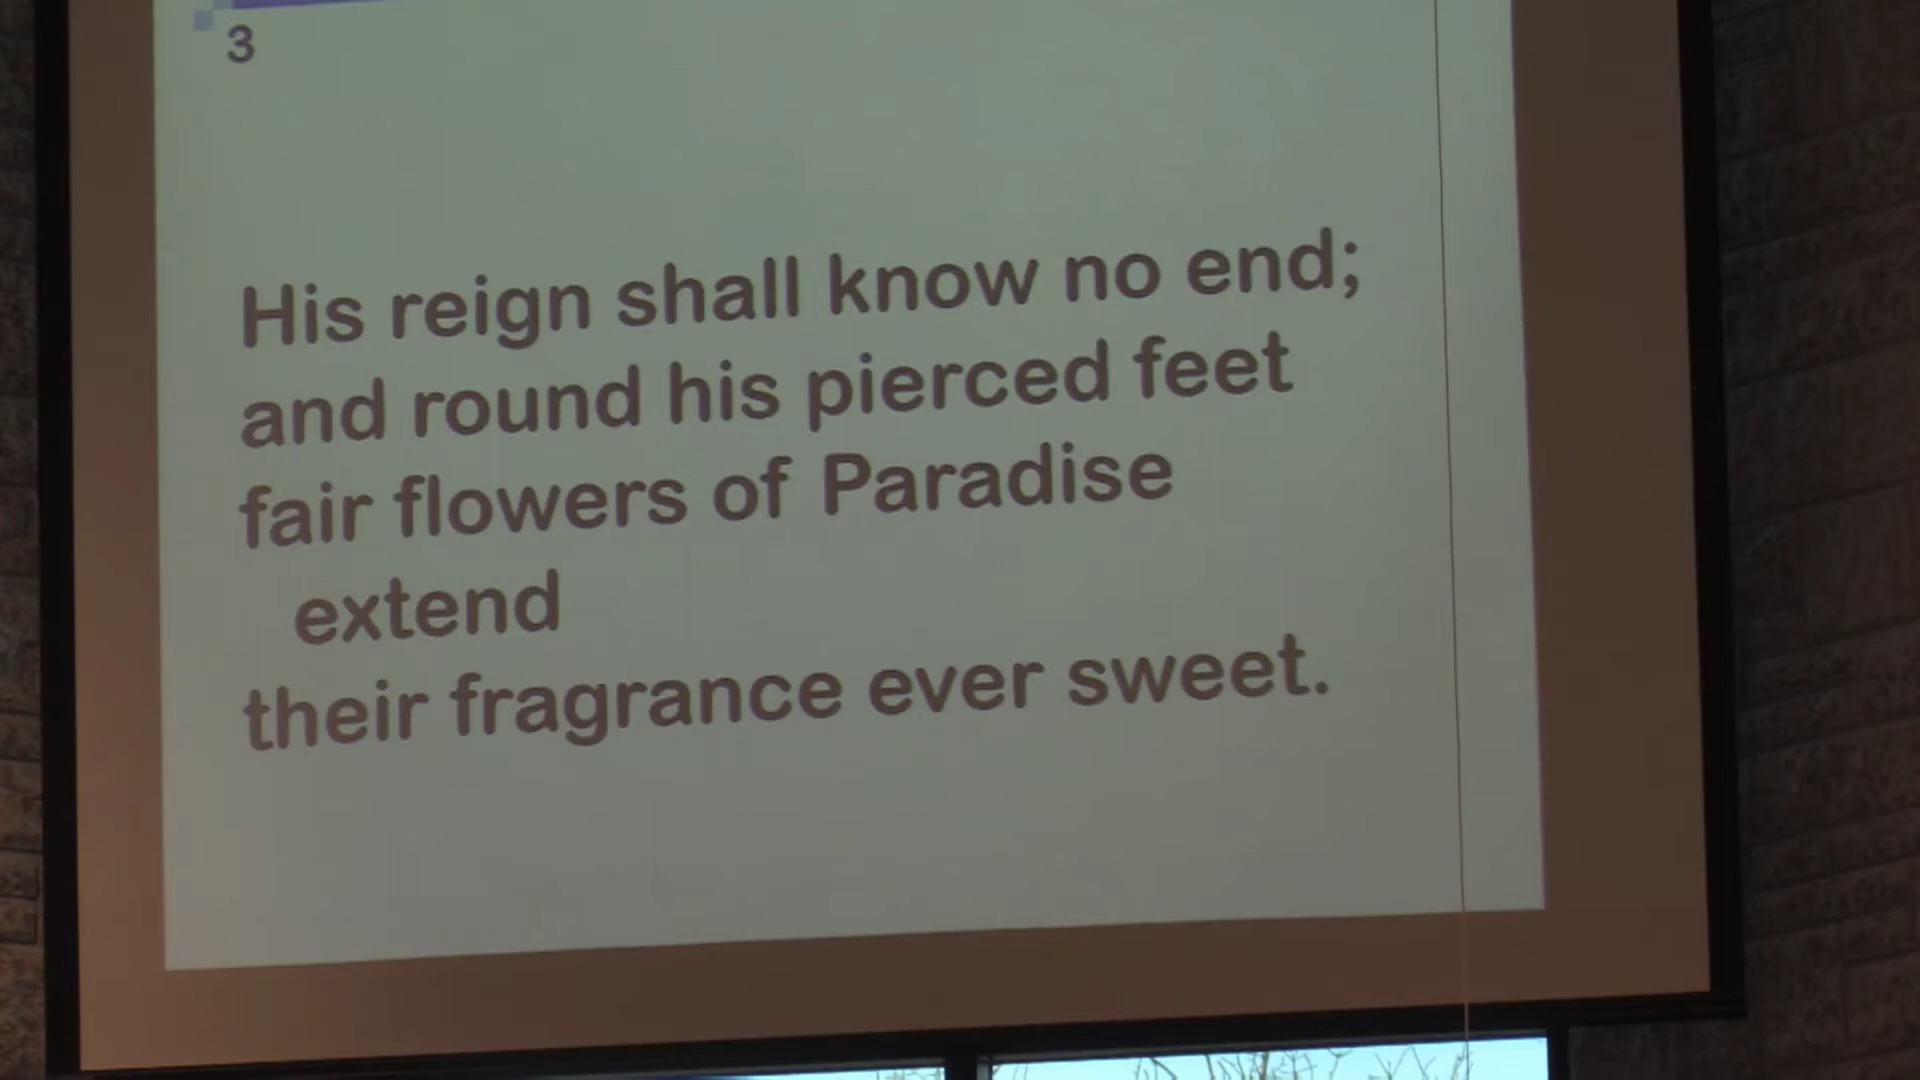 3
His reign shall know no end;
and round his pierced feet
fair flowers of Paradise
extend
their fragrance ever sweet.